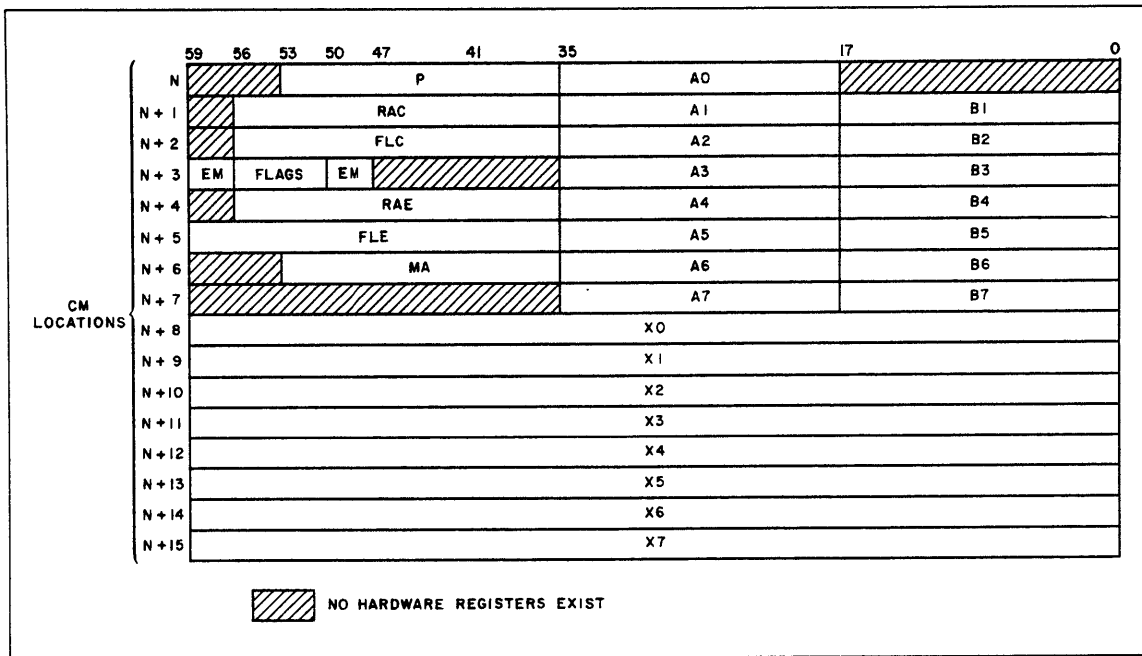 59 56 53 50 47 41 35 17 0
N P A0
N + 1 RAC A1 B1
N + 2 FLC A2 B2
N + 3 EM FLAGS EM A3 B3
N + 4 RAE A4 B4
N + 5 FLE A5 B5
N + 6 MA A6 B6
N + 7 A7 B7
CM
LOCATIONS
N + 8 X0
N + 9 X1
N +10 X2
N +11 X3
N +12 X4
N +13 X5
N +14 X6
N +15 X7
NO HARDWARE REGISTERS EXIST